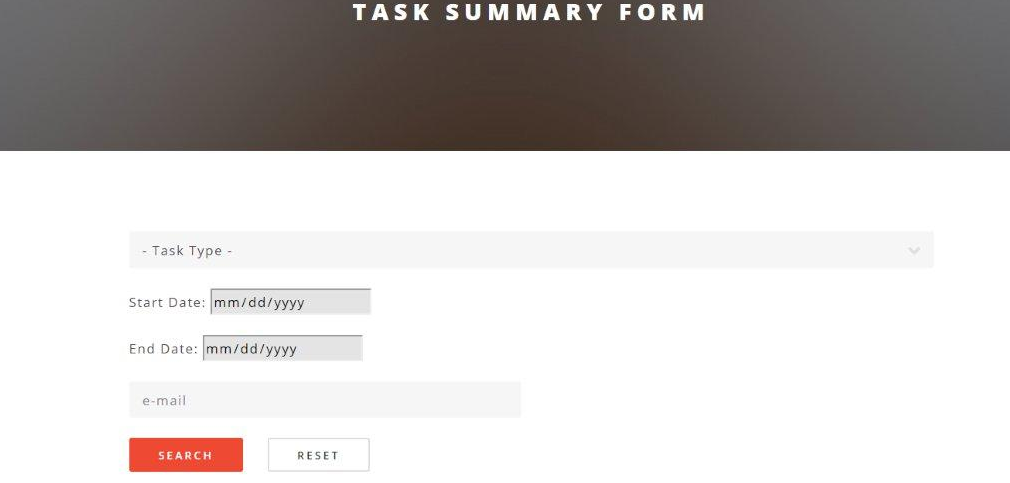 TASK SUMMARY FORM
- Task Type -
Start Date: mm/dd/yyyy
End Date: mm/dd/yyyy
e-mail
SEARCH RESET